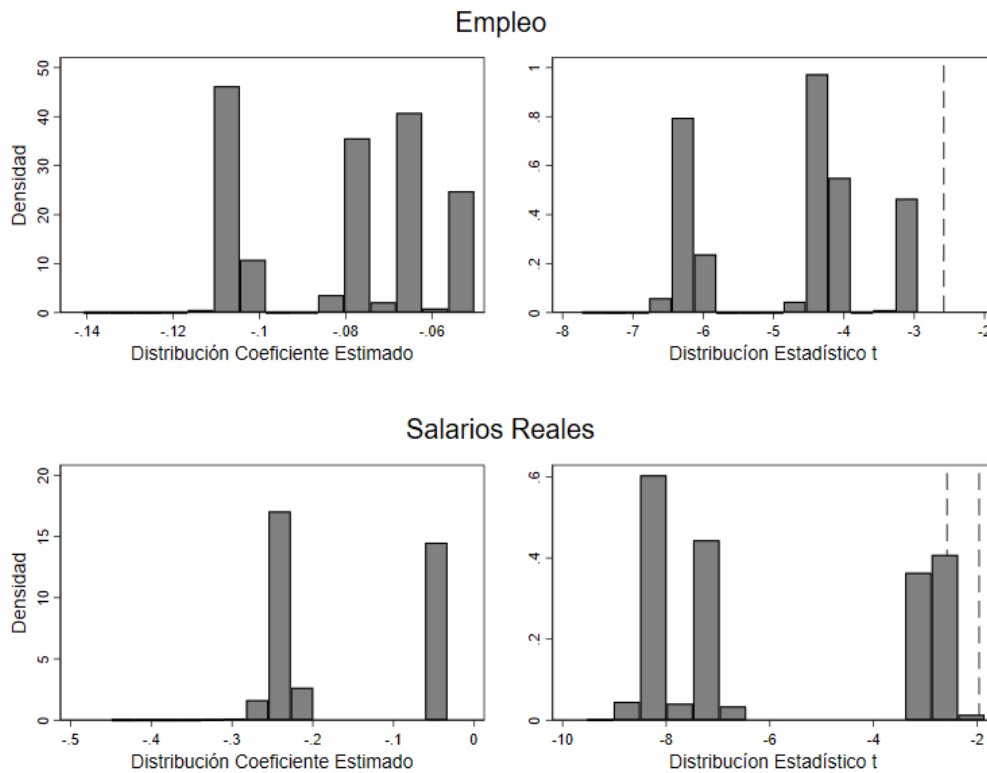 Empleo
Densidad
50
40
30
20
10
0
-.14 -.12 -.1 -.08 -.06
Distribución Coeficiente Estimado
1
.8
.6
.4
.2
0
-8 -7 -6 -5 -4 -3 -2
Distribucíon Estadístico t
Salarios Reales
Densidad
20
15
10
5
0
-.5 -.4 -.3 -.2 -.1 0
Distribución Coeficiente Estimado
.6
.4
.2
0
-10 -8 -6 -4 -2
Distribucíon Estadístico t